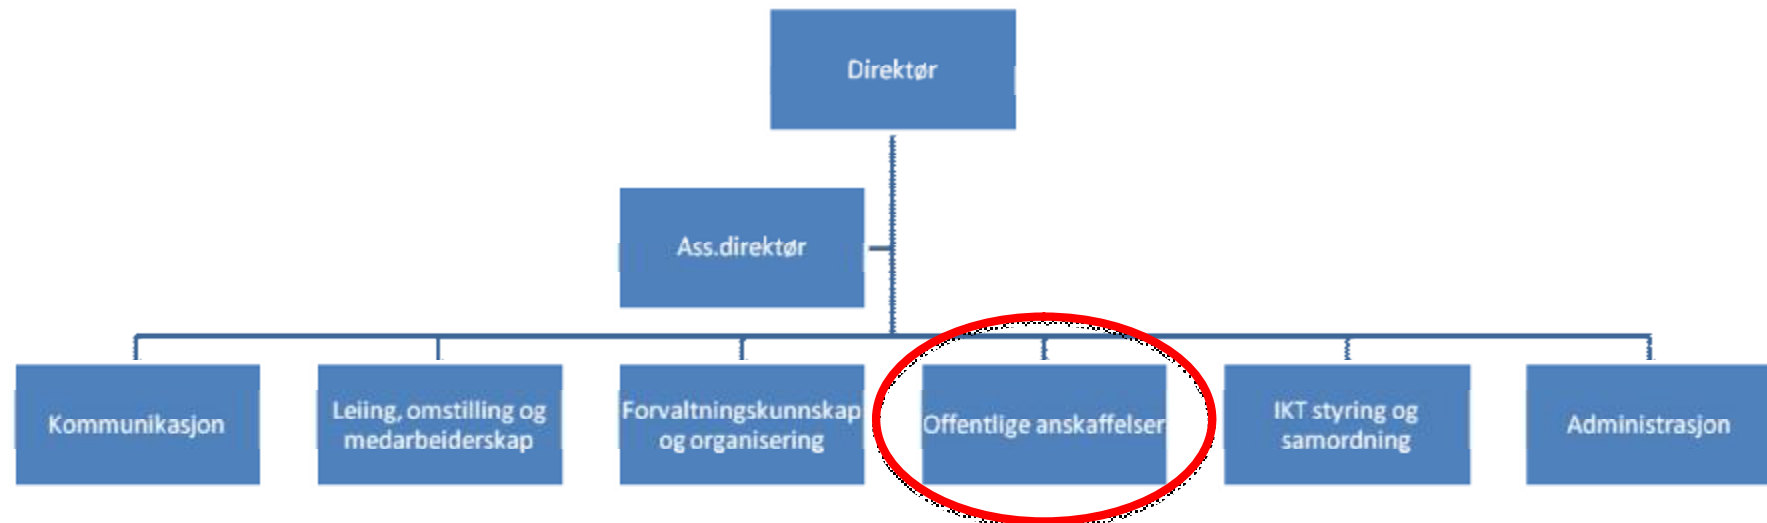 Direktør
Ass.direktør
Kommunikasjon
Leiing, omstilling og
medarbeiderskap
Forvaltningskunnskap
og organisering
Offentlige anskaffelser
IKT styring og
samordning
Administrasjon